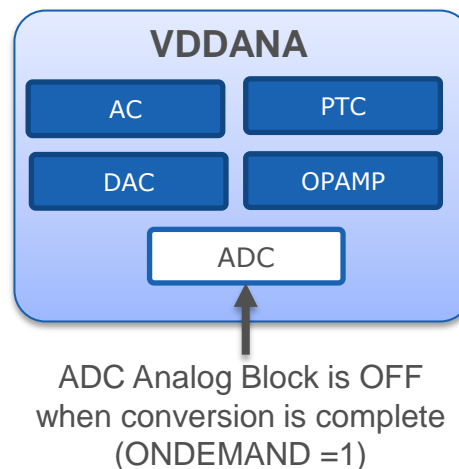 VDDANA
AC
PTC
DAC
OPAMP
ADC
ADC Analog Block is OFF
when conversion is complete
(ONDEMAND =1)